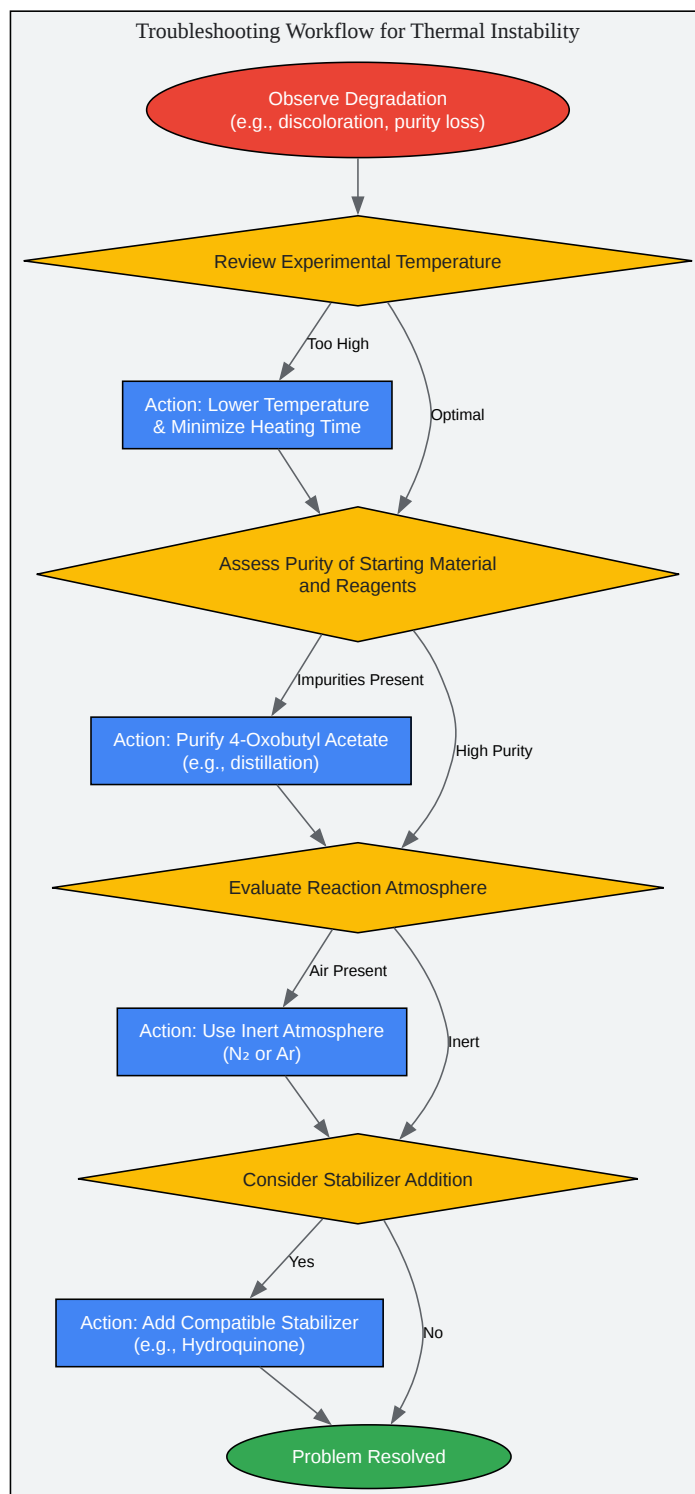 Troubleshooting Workflow for Thermal Instability
Observe Degradation
(e.g., discoloration, purity loss)
Review Experimental Temperature
Too High
Action: Lower Temperature
& Minimize Heating Time
Optimal
Assess Purity of Starting Material
and Reagents
Impurities Present
Action: Purify 4-Oxobutyl Acetate
(e.g., distillation)
High Purity
Evaluate Reaction Atmosphere
Air Present
Action: Use Inert Atmosphere
(N₂ or Ar)
Inert
Consider Stabilizer Addition
Yes
Action: Add Compatible Stabilizer
(e.g., Hydroquinone)
No
Problem Resolved